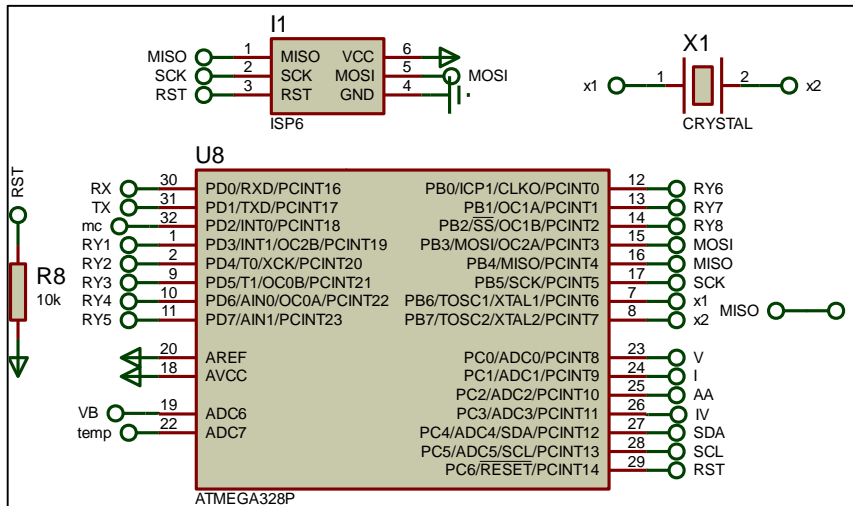 I1
MISO 1 MISO VCC 6
SCK 2 SCK MOSI 5 MOSI
RST 3 RST GND 4
ISP6
X1
x1 1 2 x2
CRYSTAL
RST
R8
10k
U8
RX 30 PD0/RXD/PCINT16 PB0/ICP1/CLKO/PCINT0 12 RY6
TX 31 PD1/TXD/PCINT17 PB1/OC1A/PCINT1 13 RY7
mc 32 PD2/INT0/PCINT18 PB2/SS/OC1B/PCINT2 14 RY8
RY1 1 PD3/INT1/OC2B/PCINT19 PB3/MOSI/OC2A/PCINT3 15 MOSI
RY2 2 PD4/T0/XCK/PCINT20 PB4/MISO/PCINT4 16 MISO
RY3 9 PD5/T1/OC0B/PCINT21 PB5/SCK/PCINT5 17 SCK
RY4 10 PD6/AIN0/OC0A/PCINT22 PB6/TOSC1/XTAL1/PCINT6 7 x1
RY5 11 PD7/AIN1/PCINT23 PB7/TOSC2/XTAL2/PCINT7 8 x2
MISO
20 AREF PC0/ADC0/PCINT8 23 V
18 AVCC PC1/ADC1/PCINT9 24 I
PC2/ADC2/PCINT10 25 AA
VB 19 ADC6 PC3/ADC3/PCINT11 26 IV
temp 22 ADC7 PC4/ADC4/SDA/PCINT12 27 SDA
PC5/ADC5/SCL/PCINT13 28 SCL
PC6/RESET/PCINT14 29 RST
ATMEGA328P